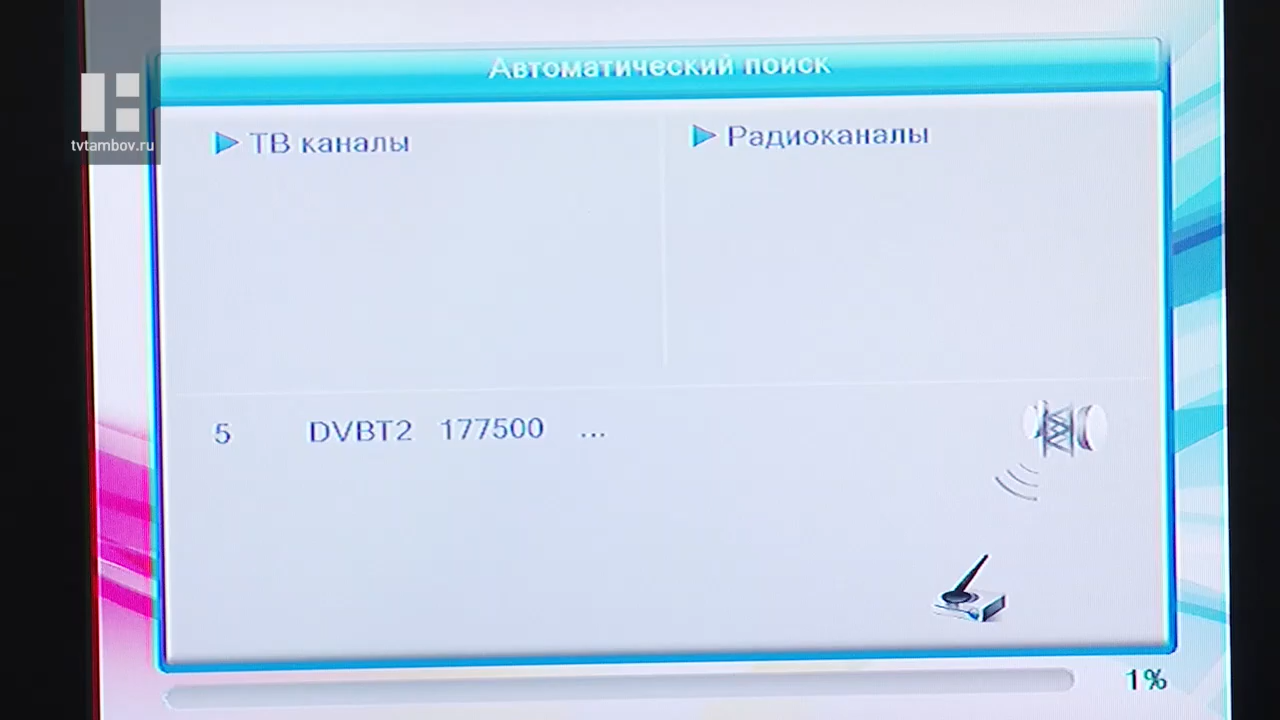 Автоматический поиск
tvtambov.ru
ТВ каналы
Радиоканалы
5 DVBT2 177500 ...
1%